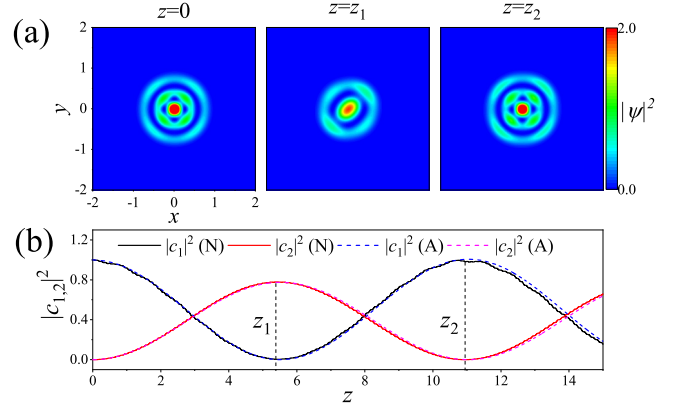 (a)
z=0
z=z₁
z=z₂
2
1
0
-1
-2
y
-2 -1 0 1 2
x
2.0
|ψ|²
0.0
(b)
|c₁|² (N) |c₂|² (N) |c₁|² (A) |c₂|² (A)
1.2
0.8
0.4
0.0
|c₁,₂|²
z₁
z₂
0 2 4 6 8 10 12 14
z